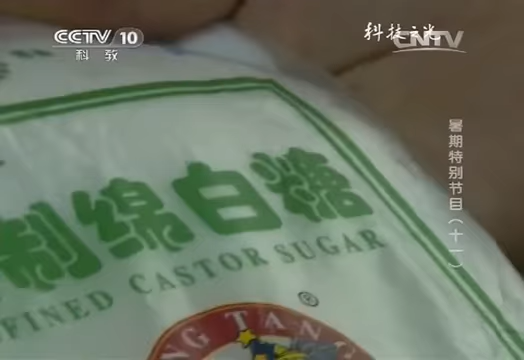 CCTV 10
科教
科技之光
CNTV
暑期特别节目(十一)
制绵白糖
FINED CASTOR SUGAR
NG TANG
®